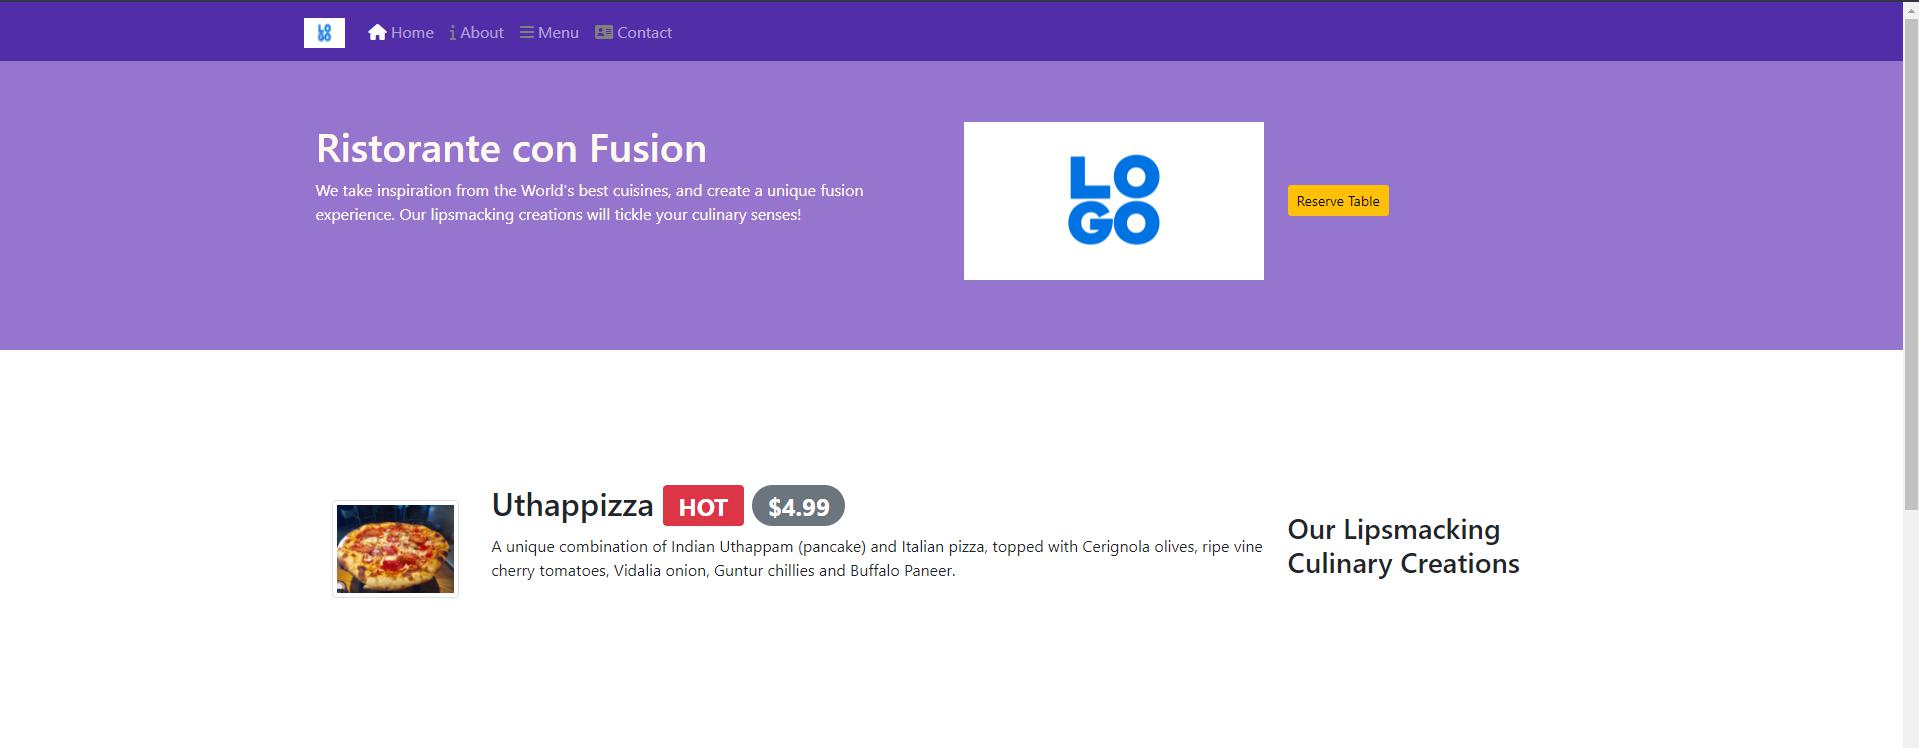 LO
GO
Home About Menu Contact
Ristorante con Fusion
We take inspiration from the World's best cuisines, and create a unique fusion
experience. Our lipsmacking creations will tickle your culinary senses!
LO
GO
Reserve Table
Uthappizza HOT $4.99
A unique combination of Indian Uthappam (pancake) and Italian pizza, topped with Cerignola olives, ripe vine
cherry tomatoes, Vidalia onion, Guntur chillies and Buffalo Paneer.
Our Lipsmacking
Culinary Creations